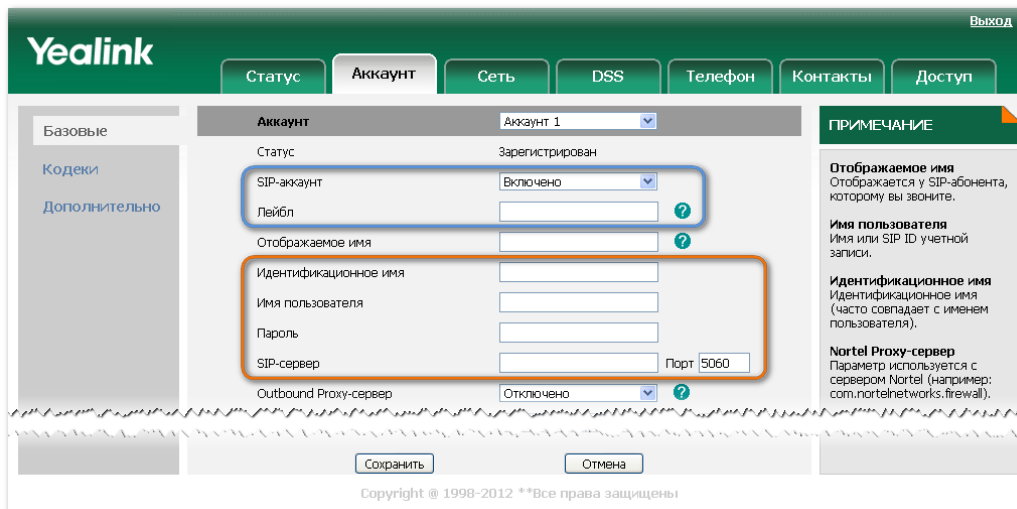 Выход
Yealink
Статус Аккаунт Сеть DSS Телефон Контакты Доступ
Базовые
Кодеки
Дополнительно
Аккаунт Аккаунт 1
Статус Зарегистрирован
SIP-аккаунт Включено
Лейбл ?
Отображаемое имя ?
Идентификационное имя
Имя пользователя
Пароль
SIP-сервер Порт 5060
Outbound Proxy-сервер Отключено ?
Сохранить Отмена
ПРИМЕЧАНИЕ
Отображаемое имя
Отображается у SIP-абонента,
которому вы звоните.
Имя пользователя
Имя или SIP ID учетной
записи.
Идентификационное имя
Идентификационное имя
(часто совпадает с именем
пользователя).
Nortel Proxy-сервер
Параметр используется с
сервером Nortel (например:
com.nortelnetworks.firewall).
Copyright @ 1998-2012 **Все права защищены